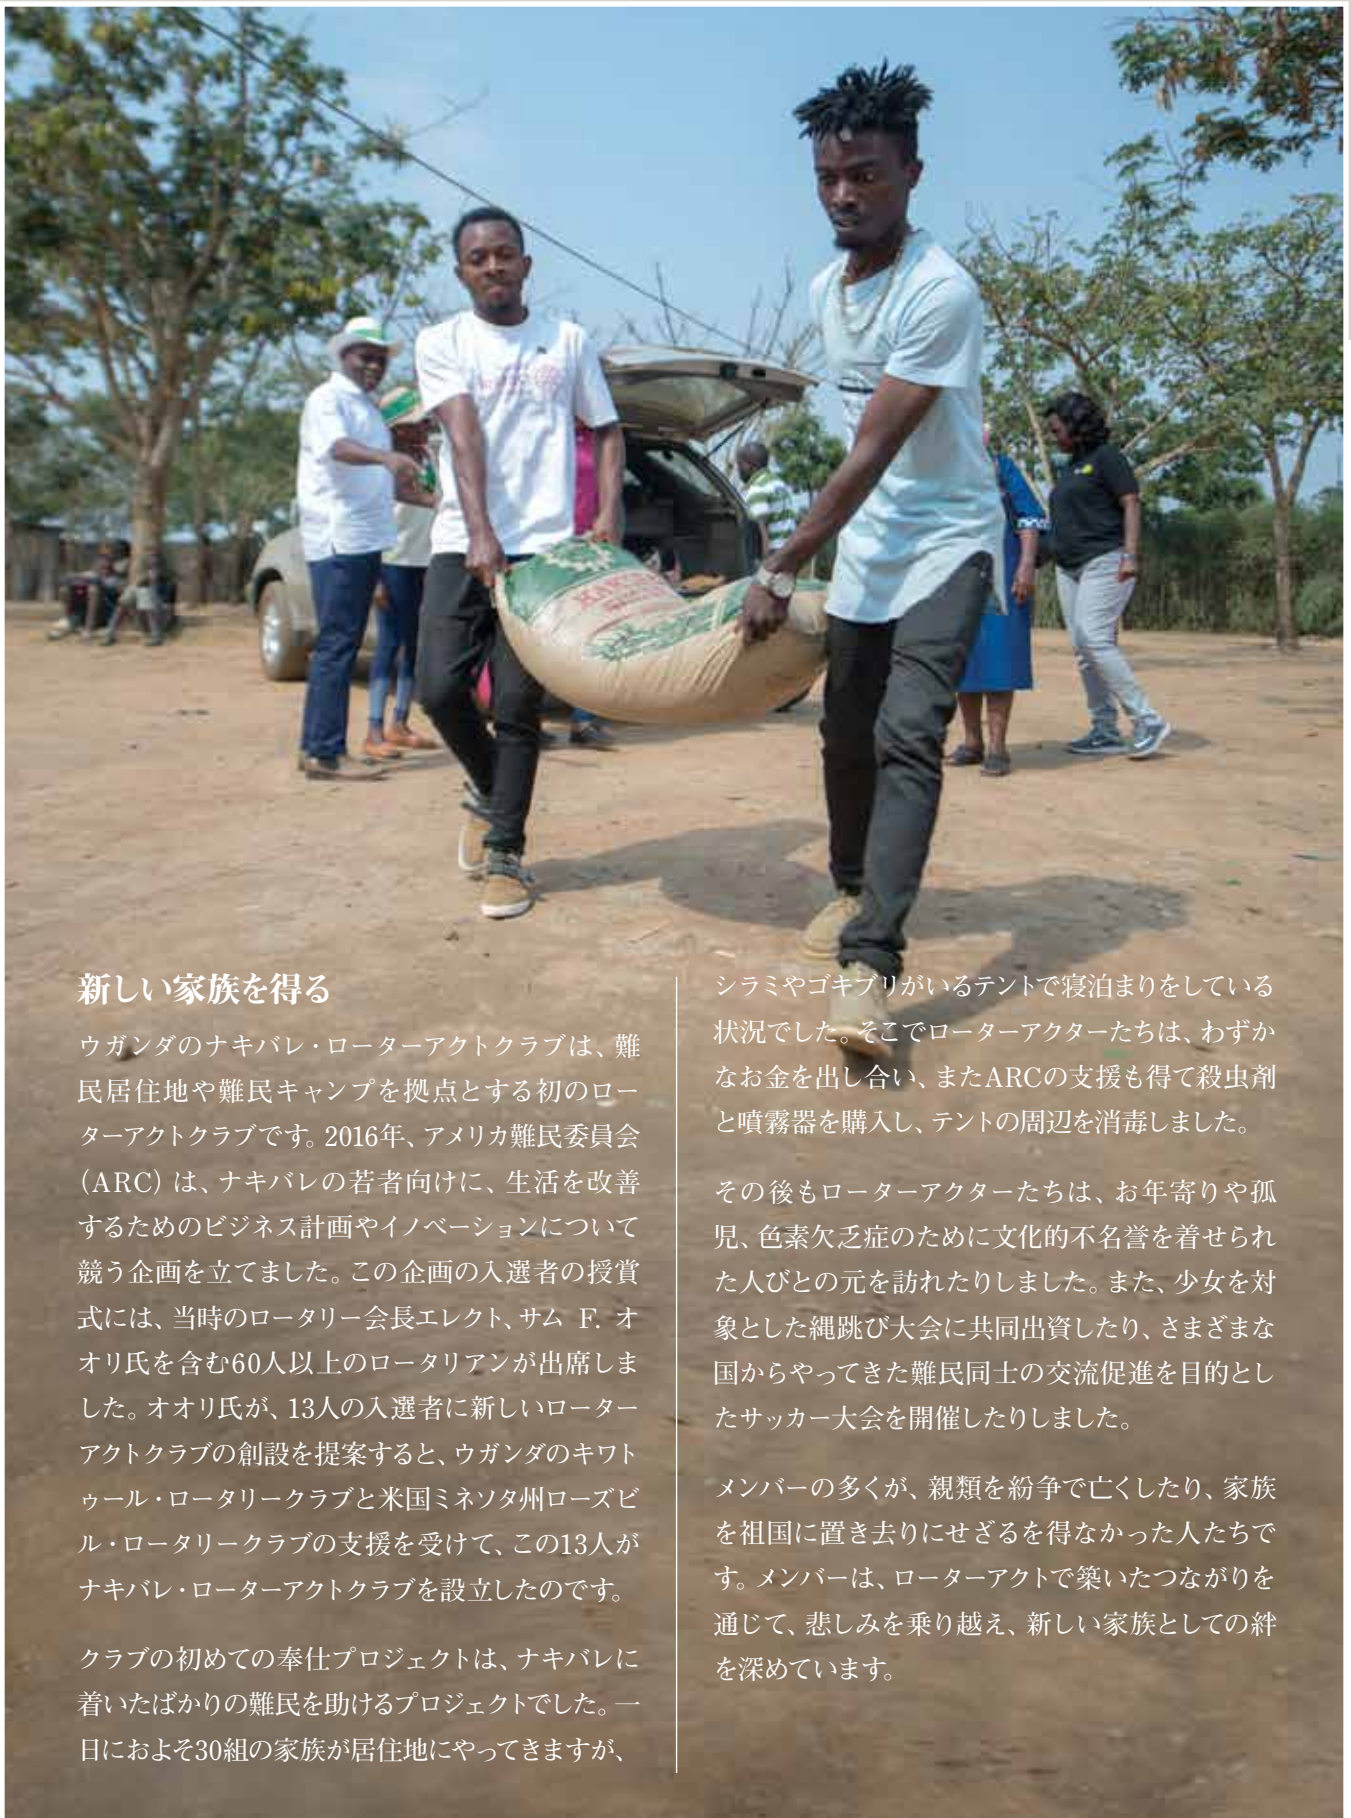 新しい家族を得る
ウガンダのナキバレ・ローターアクトクラブは、難
民居住地や難民キャンプを拠点とする初のロー
ターアクトクラブです。2016年、アメリカ難民委員会
（ARC）は、ナキバレの若者向けに、生活を改善
するためのビジネス計画やイノベーションについて
競う企画を立てました。この企画の入選者の授賞
式には、当時のロータリー会長エレクト、サム F. オ
オリ氏を含む60人以上のロータリアンが出席しま
した。オオリ氏が、13人の入選者に新しいローター
アクトクラブの創設を提案すると、ウガンダのキワト
ゥール・ロータリークラブと米国ミネソタ州ローズビ
ル・ロータリークラブの支援を受けて、この13人が
ナキバレ・ローターアクトクラブを設立したのです。
クラブの初めての奉仕プロジェクトは、ナキバレに
着いたばかりの難民を助けるプロジェクトでした。一
日におよそ30組の家族が居住地にやってきますが、
シラミやゴキブリがいるテントで寝泊まりをしている
状況でした。そこでローターアクターたちは、わずか
なお金を出し合い、またARCの支援も得て殺虫剤
と噴霧器を購入し、テントの周辺を消毒しました。
その後もローターアクターたちは、お年寄りや孤
児、色素欠乏症のために文化的不名誉を着せられ
た人びとの元を訪れたりしました。また、少女を対
象とした縄跳び大会に共同出資したり、さまざまな
国からやってきた難民同士の交流促進を目的とし
たサッカー大会を開催したりしました。
メンバーの多くが、親類を紛争で亡くしたり、家族
を祖国に置き去りにせざるを得なかった人たちで
す。メンバーは、ローターアクトで築いたつながりを
通じて、悲しみを乗り越え、新しい家族としての絆
を深めています。